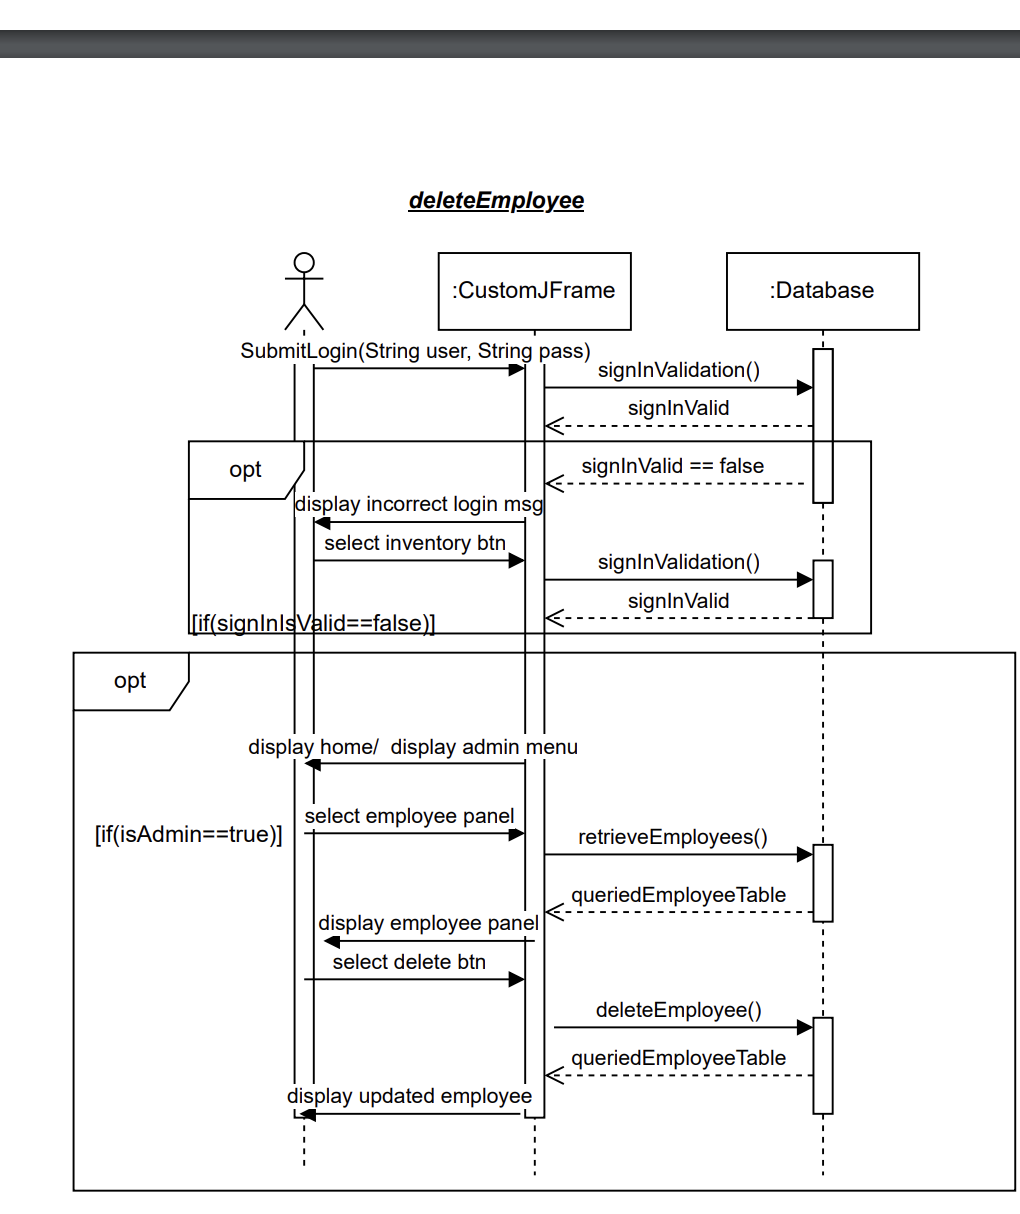 deleteEmployee
:CustomJFrame
:Database
SubmitLogin(String user, String pass)
signInValidation()
signInValid
opt
signInValid == false
display incorrect login msg
select inventory btn
signInValidation()
signInValid
[if(signInIsValid==false)]
opt
display home/  display admin menu
select employee panel
[if(isAdmin==true)]
retrieveEmployees()
queriedEmployeeTable
display employee panel
select delete btn
deleteEmployee()
queriedEmployeeTable
display updated employee